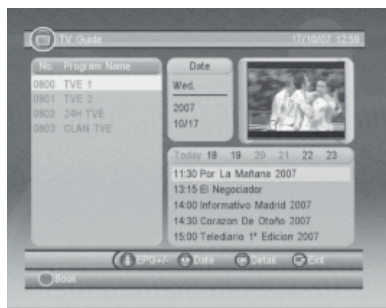 TV Guide 17/10/07 12:59
No. Program Name
0800 TVE 1
0801 TVE 2
0802 24H TVE
0803 CLAN TVE
Date
Wed.
2007
10/17
Today 18 19 20 21 22 23
11:30 Por La Mañana 2007
13:15 El Negociador
14:00 Informativo Madrid 2007
14:30 Corazon De Otoño 2007
15:00 Telediario 1ª Edicion 2007
EPG+/- Date OK Detail Exit
Book